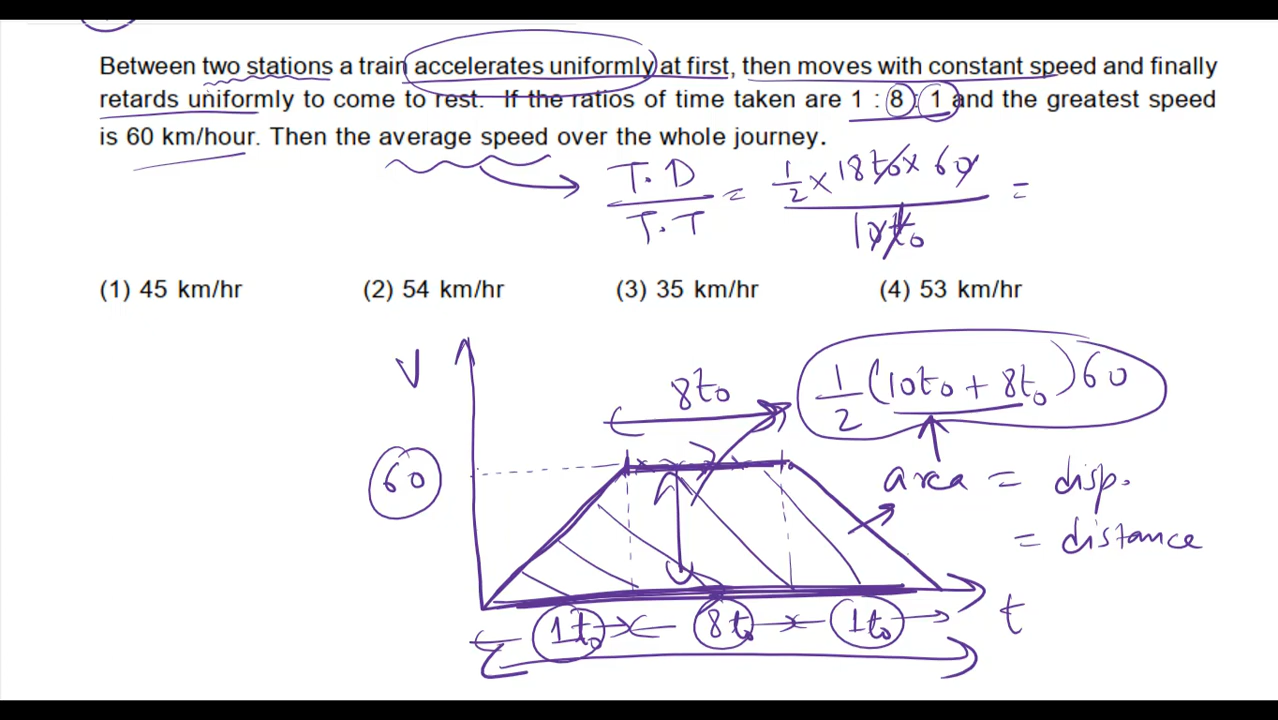 Between two stations a train accelerates uniformly at first, then moves with constant speed and finally
retards uniformly to come to rest. If the ratios of time taken are 1 : 8 : 1 and the greatest speed
is 60 km/hour. Then the average speed over the whole journey.
T.D / T.T = 1/2 × 18t₀ × 60 / 10t₀ =
(1) 45 km/hr (2) 54 km/hr (3) 35 km/hr (4) 53 km/hr
V
8t₀
1/2 (10t₀ + 8t₀) 60
60
area = disp.
= distance
1t₀ 8t₀ 1t₀ t